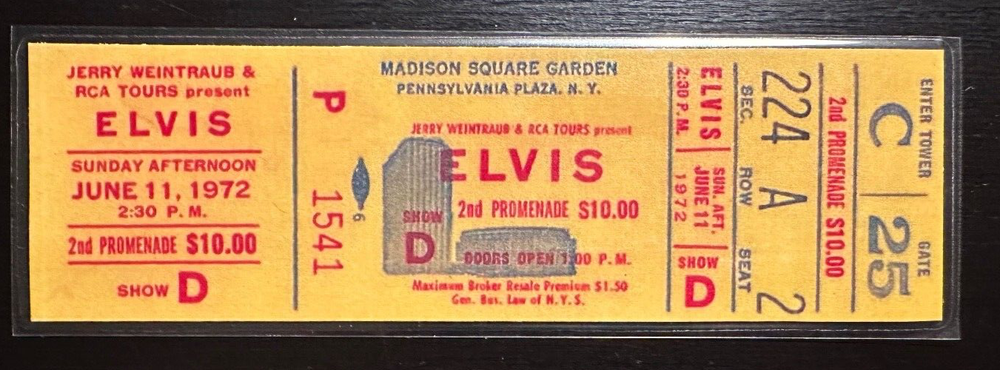 JERRY WEINTRAUB &
RCA TOURS present
ELVIS
SUNDAY AFTERNOON
JUNE 11, 1972
2:30 P. M.
2nd PROMENADE $10.00
SHOW D
P 1541
6
MADISON SQUARE GARDEN
PENNSYLVANIA PLAZA, N. Y.
JERRY WEINTRAUB & RCA TOURS present
ELVIS
2nd PROMENADE $10.00
SHOW
D
DOORS OPEN 1:00 P. M.
Maximum Broker Resale Premium $1.50
Gen. Bus. Law of N.Y.S.
ELVIS SUN. AFT.
2:30 P.M. JUNE 11
1972
SHOW
D
224 A 2
SEC. ROW SEAT
2nd PROMENADE $10.00
ENTER TOWER
C
GATE
25